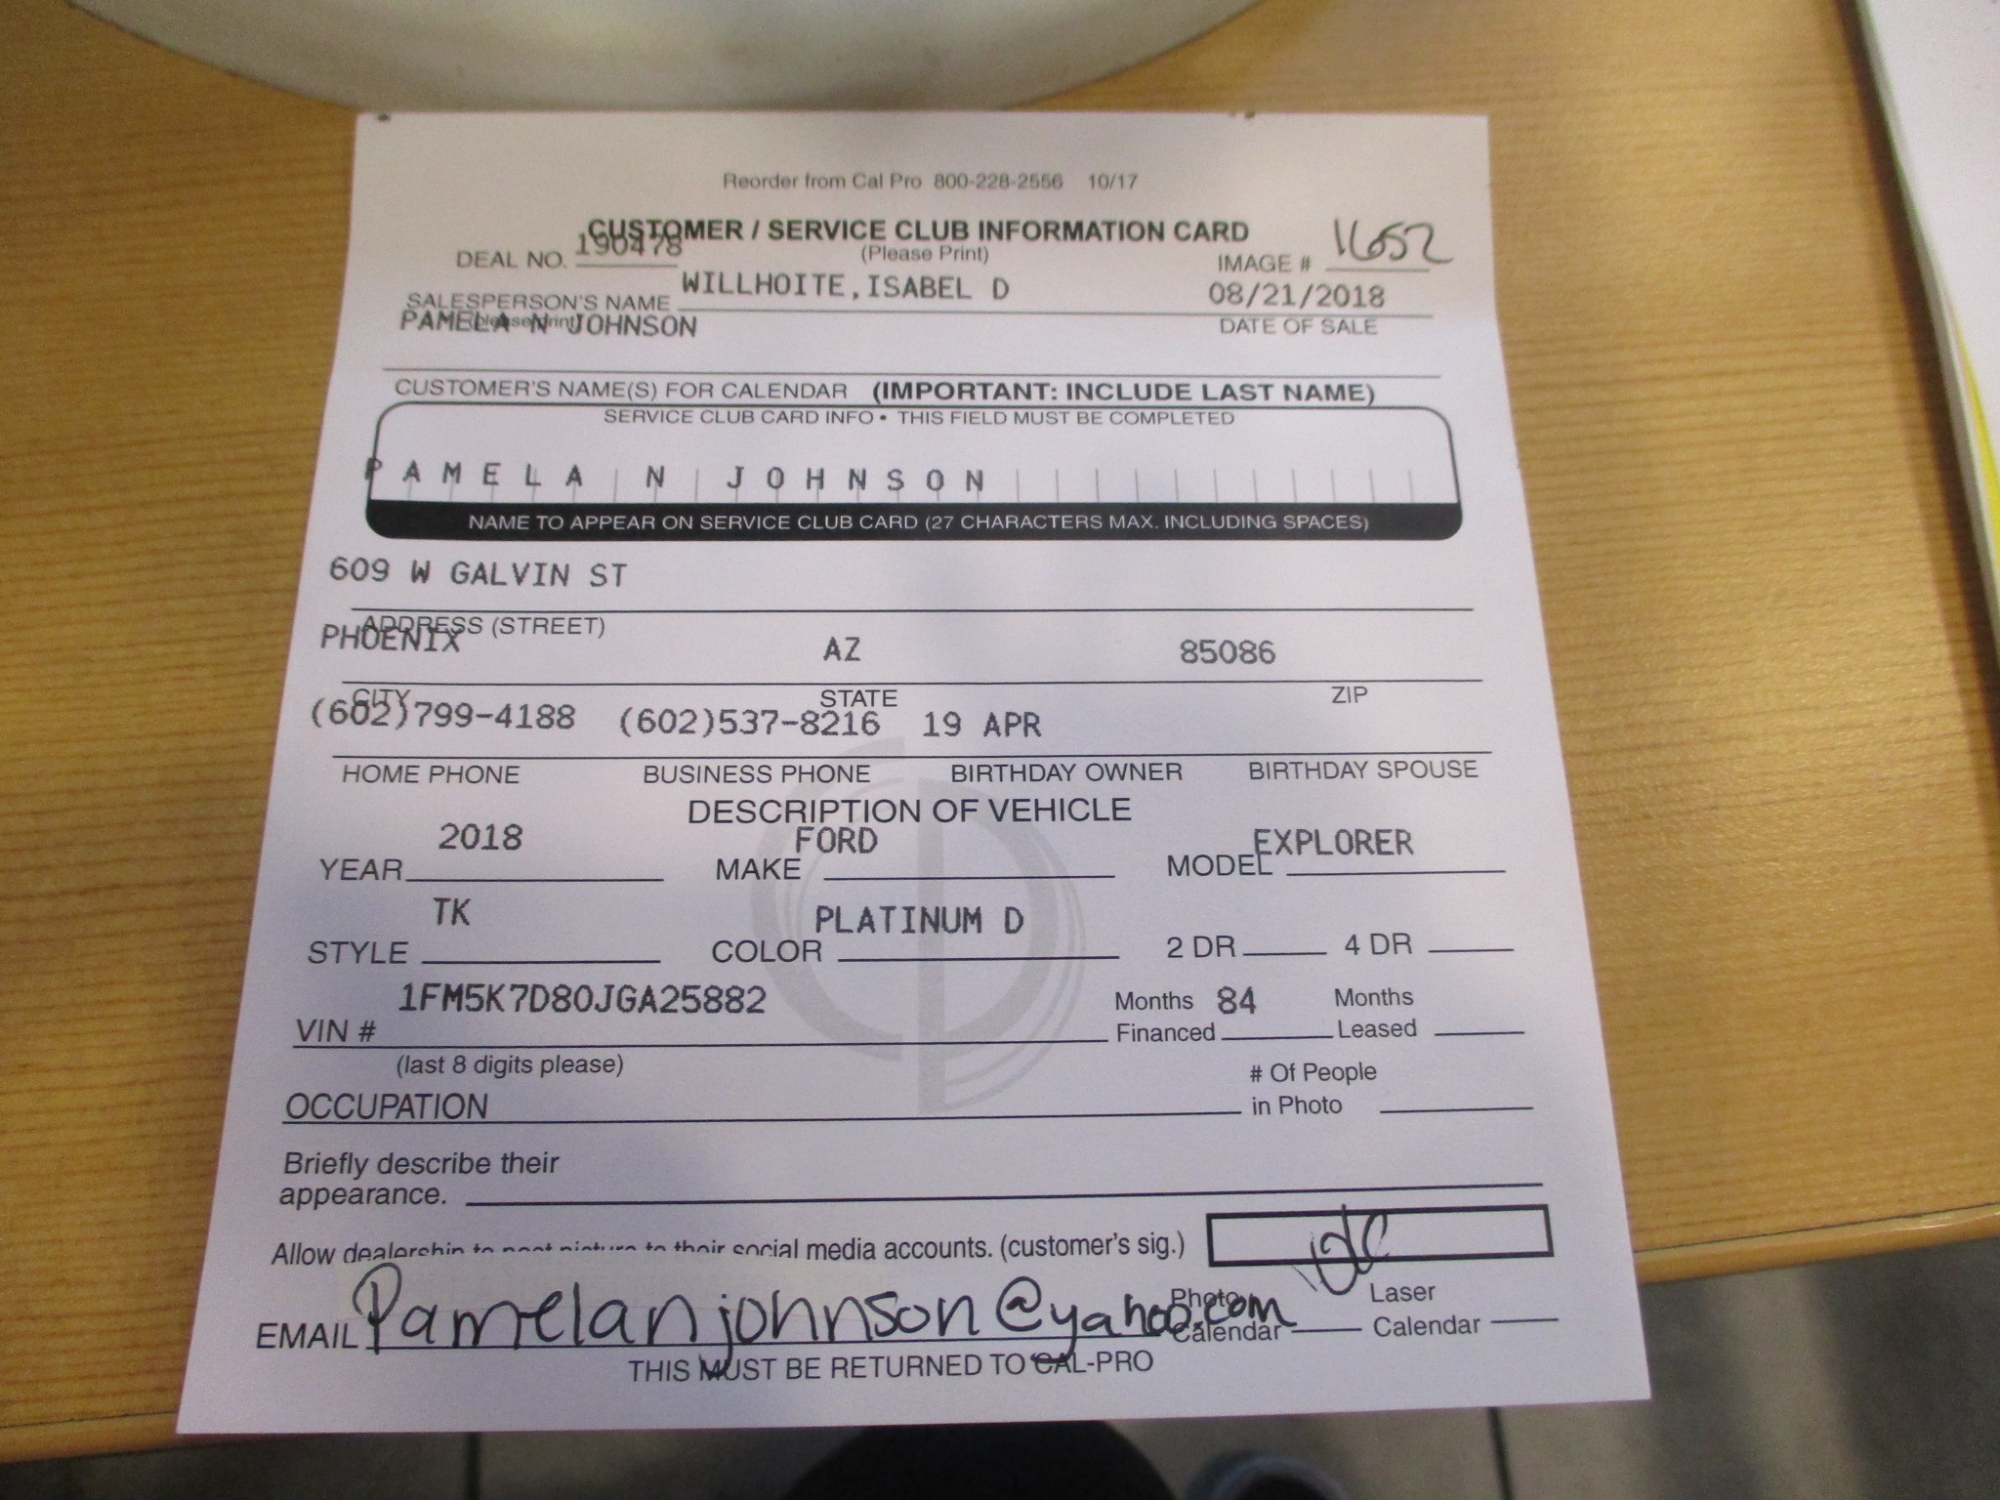 Reorder from Cal Pro 800-228-2556 10/17
CUSTOMER / SERVICE CLUB INFORMATION CARD
DEAL NO. 190478 (Please Print) IMAGE # 1652
SALESPERSON'S NAME WILLHOITE, ISABEL D 08/21/2018
(please print) DATE OF SALE
PAMELA N JOHNSON
CUSTOMER'S NAME(S) FOR CALENDAR (IMPORTANT: INCLUDE LAST NAME)
SERVICE CLUB CARD INFO • THIS FIELD MUST BE COMPLETED
PAMELA N JOHNSON
NAME TO APPEAR ON SERVICE CLUB CARD (27 CHARACTERS MAX. INCLUDING SPACES)
609 W GALVIN ST
ADDRESS (STREET)
PHOENIX AZ 85086
CITY STATE ZIP
(602)799-4188 (602)537-8216 19 APR
HOME PHONE BUSINESS PHONE BIRTHDAY OWNER BIRTHDAY SPOUSE
DESCRIPTION OF VEHICLE
YEAR 2018 MAKE FORD MODEL EXPLORER
STYLE TK COLOR PLATINUM D 2 DR 4 DR
VIN # 1FM5K7D80JGA25882 Months Financed 84 Months Leased
(last 8 digits please)
OCCUPATION # Of People in Photo
Briefly describe their
appearance.
Allow dealership to post picture to their social media accounts. (customer's sig.)
EMAIL Pamelanjohnson@yahoo.com Photo Calendar Laser Calendar
THIS MUST BE RETURNED TO CAL-PRO